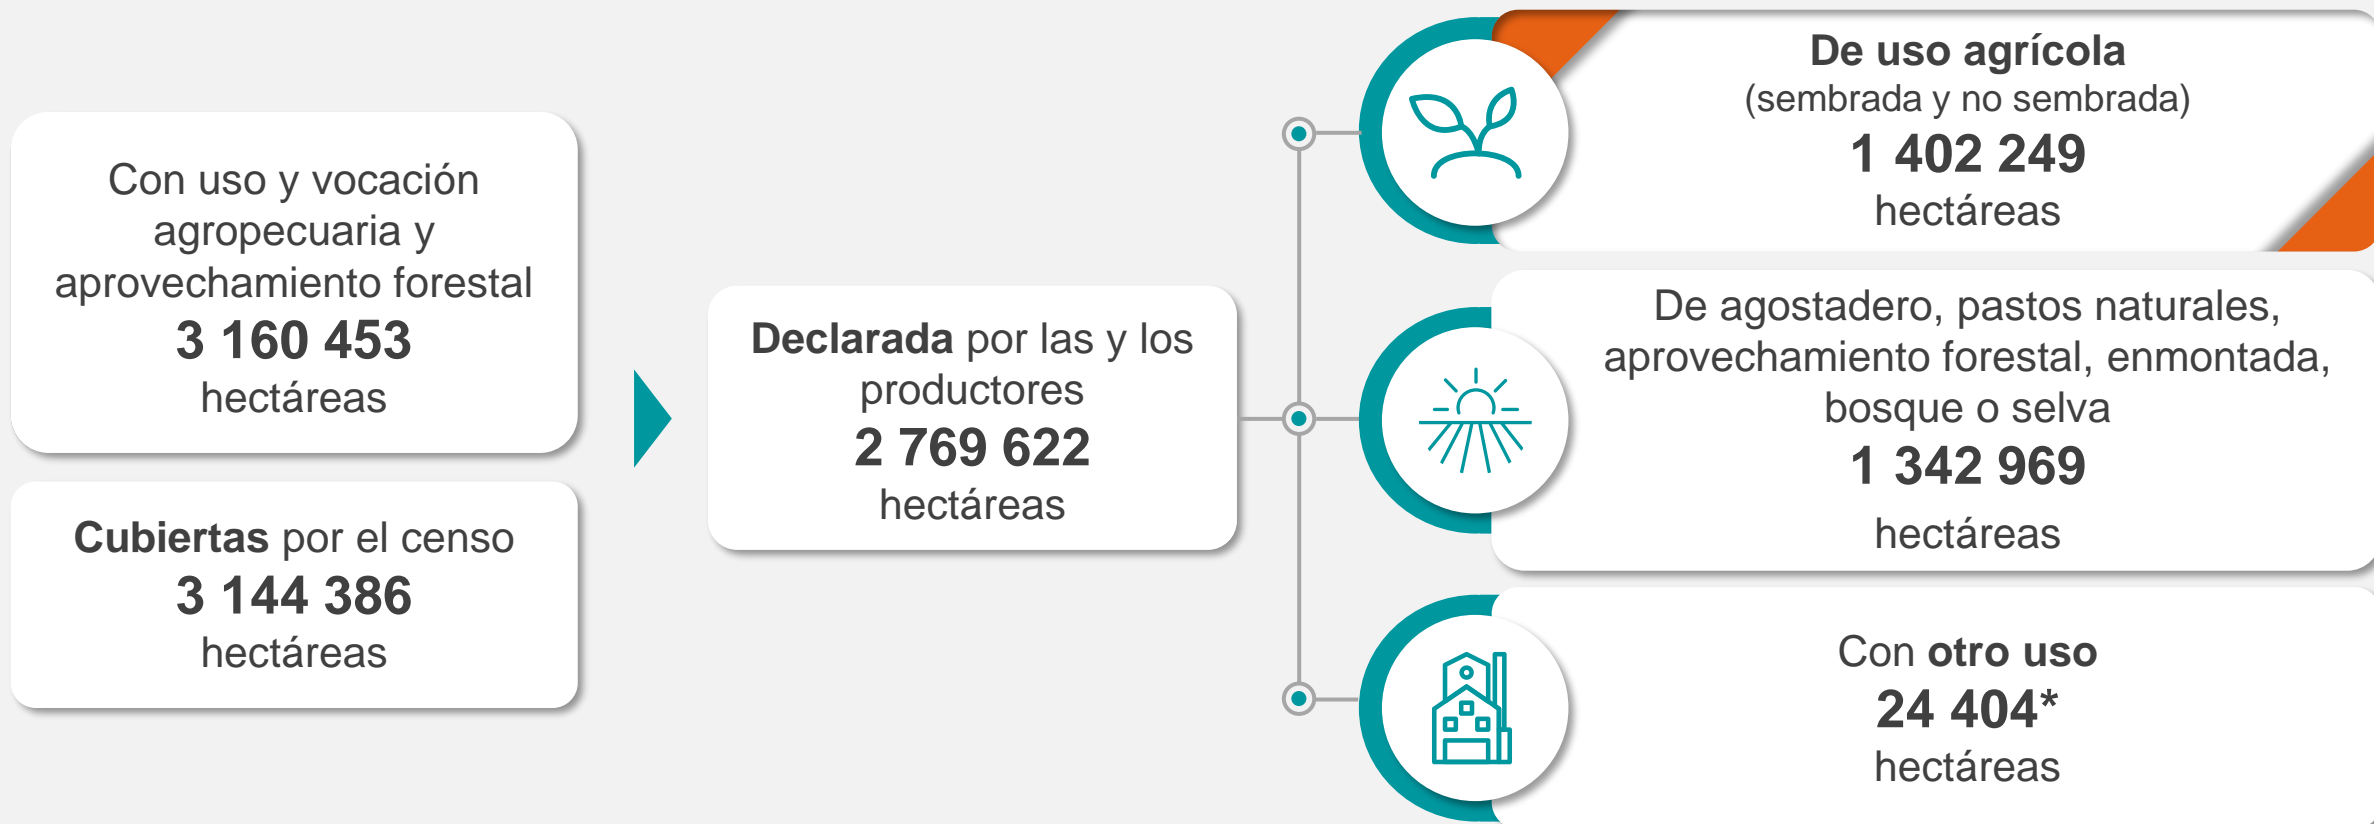 Con uso y vocación
agropecuaria y
aprovechamiento forestal
3 160 453
hectáreas
Cubiertas por el censo
3 144 386
hectáreas
Declarada por las y los
productores
2 769 622
hectáreas
De uso agrícola
(sembrada y no sembrada)
1 402 249
hectáreas
De agostadero, pastos naturales,
aprovechamiento forestal, enmontada,
bosque o selva
1 342 969
hectáreas
Con otro uso
24 404*
hectáreas